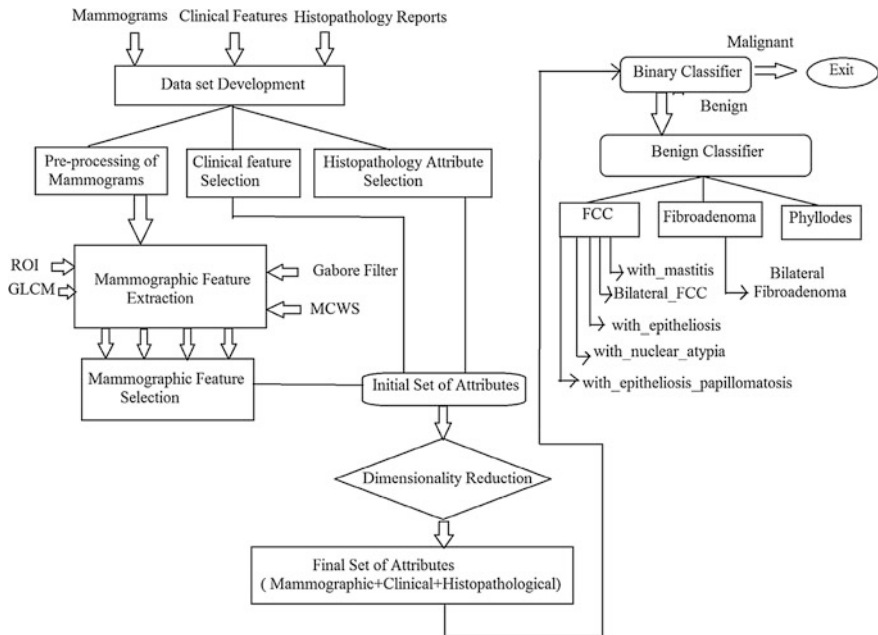 Mammograms
Clinical Features
Histopathology Reports
Data set Development
Pre-processing of
Mammograms
Clinical feature
Selection
Histopathology Attribute
Selection
ROI
GLCM
Mammographic Feature
Extraction
Gabore Filter
MCWS
Mammographic Feature
Selection
Initial Set of Attributes
Dimensionality Reduction
Final Set of Attributes
( Mammographic+Clinical+Histopathological)
Binary Classifier
Malignant
Exit
Benign
Benign Classifier
FCC
Fibroadenoma
Phyllodes
with_mastitis
Bilateral_FCC
with_epitheliosis
with_nuclear_atypia
with_epitheliosis_papillomatosis
Bilateral
Fibroadenoma